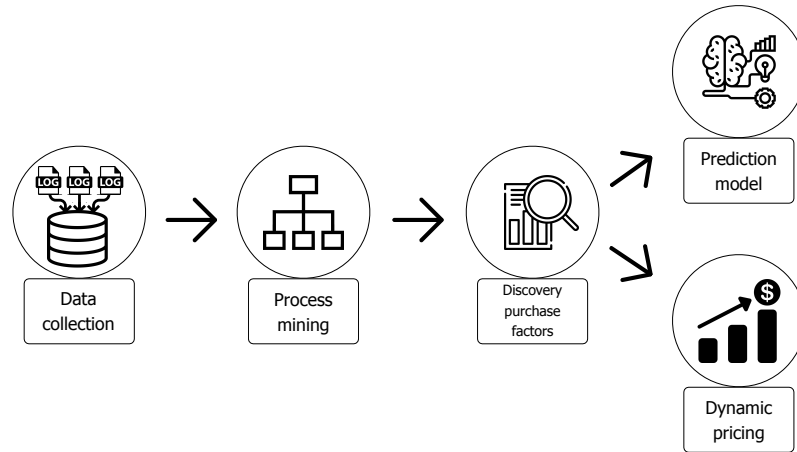 LOG LOG LOG
Data
collection
Process
mining
Discovery
purchase
factors
Prediction
model
$
Dynamic
pricing